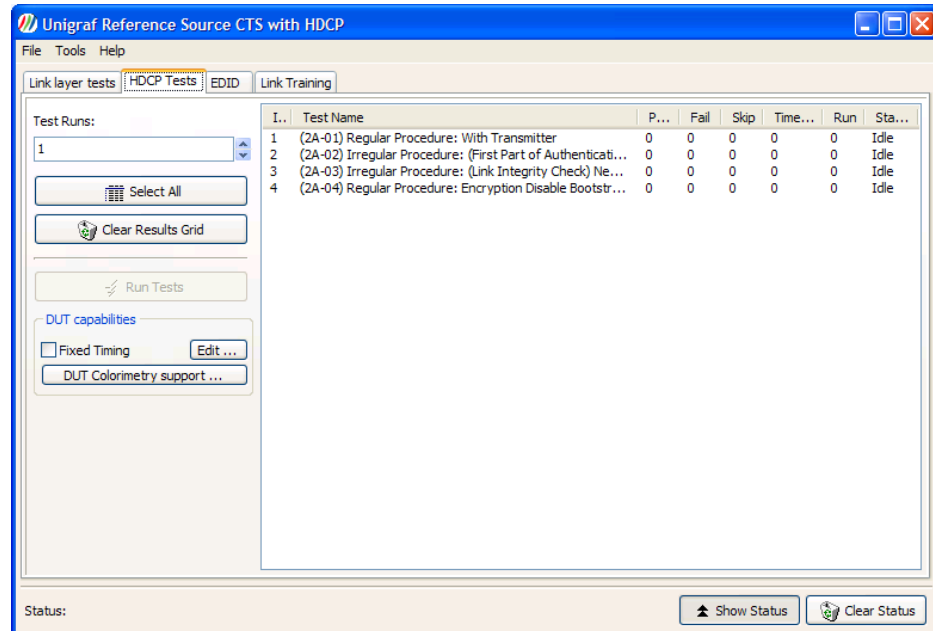 Unigraf Reference Source CTS with HDCP
File Tools Help
Link layer tests HDCP Tests EDID Link Training
Test Runs:
1
Select All
Clear Results Grid
Run Tests
DUT capabilities
Fixed Timing Edit ...
DUT Colorimetry support ...
I.. Test Name P... Fail Skip Time... Run Sta...
1 (2A-01) Regular Procedure: With Transmitter 0 0 0 0 0 Idle
2 (2A-02) Irregular Procedure: (First Part of Authenticati... 0 0 0 0 0 Idle
3 (2A-03) Irregular Procedure: (Link Integrity Check) Ne... 0 0 0 0 0 Idle
4 (2A-04) Regular Procedure: Encryption Disable Bootstr... 0 0 0 0 0 Idle
Status: Show Status Clear Status